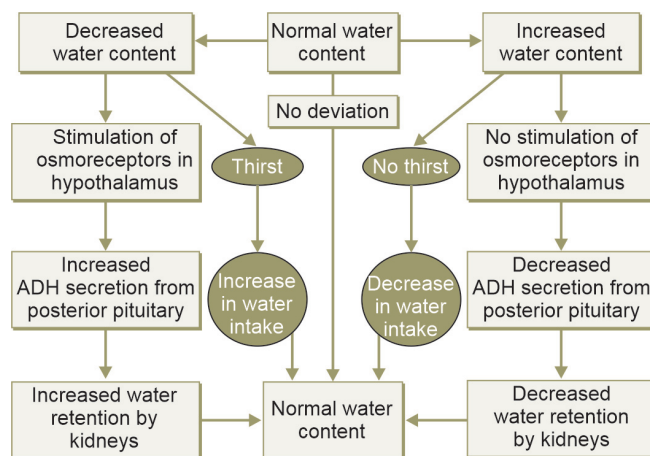 Decreased
water content
Normal water
content
Increased
water content
No deviation
Stimulation of
osmoreceptors in
hypothalamus
Thirst
No thirst
No stimulation of
osmoreceptors in
hypothalamus
Increased
ADH secretion from
posterior pituitary
Increase
in water
intake
Decrease
in water
intake
Decreased
ADH secretion from
posterior pituitary
Increased water
retention by
kidneys
Normal water
content
Decreased
water retention
by kidneys